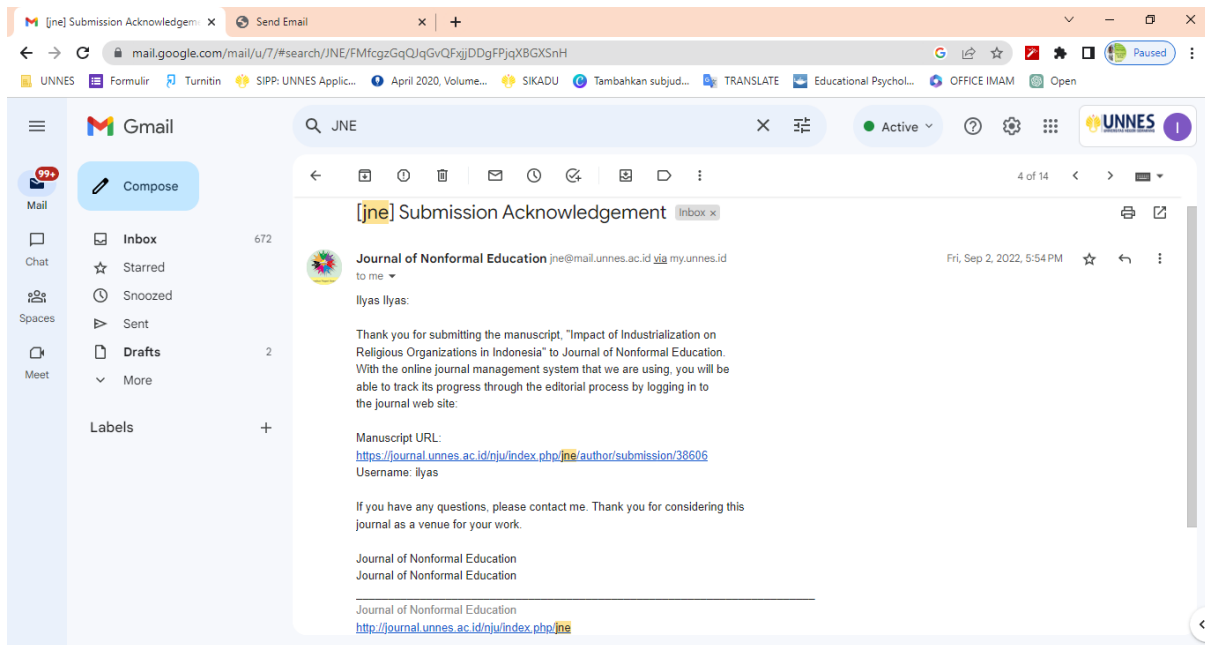 [jne] Submission Acknowledgeme
Send Email
mail.google.com/mail/u/7/#search/JNE/FMfcgzGqQJqGvQFxjjDDgFPjqXBGXSnH
Paused
UNNES
Formulir
Turnitin
SIPP: UNNES Applic...
April 2020, Volume...
SIKADU
Tambahkan subjud...
TRANSLATE
Educational Psychol...
OFFICE IMAM
Open
Gmail
JNE
Active
UNNES
I
99+
Mail
Chat
Spaces
Meet
Compose
Inbox 672
Starred
Snoozed
Sent
Drafts 2
More
Labels
4 of 14
[jne] Submission Acknowledgement Inbox x
Journal of Nonformal Education jne@mail.unnes.ac.id via my.unnes.id
Fri, Sep 2, 2022, 5:54 PM
to me
Ilyas Ilyas:
Thank you for submitting the manuscript, "Impact of Industrialization on
Religious Organizations in Indonesia" to Journal of Nonformal Education.
With the online journal management system that we are using, you will be
able to track its progress through the editorial process by logging in to
the journal web site:
Manuscript URL:
https://journal.unnes.ac.id/nju/index.php/jne/author/submission/38606
Username: ilyas
If you have any questions, please contact me. Thank you for considering this
journal as a venue for your work.
Journal of Nonformal Education
Journal of Nonformal Education
Journal of Nonformal Education
http://journal.unnes.ac.id/nju/index.php/jne